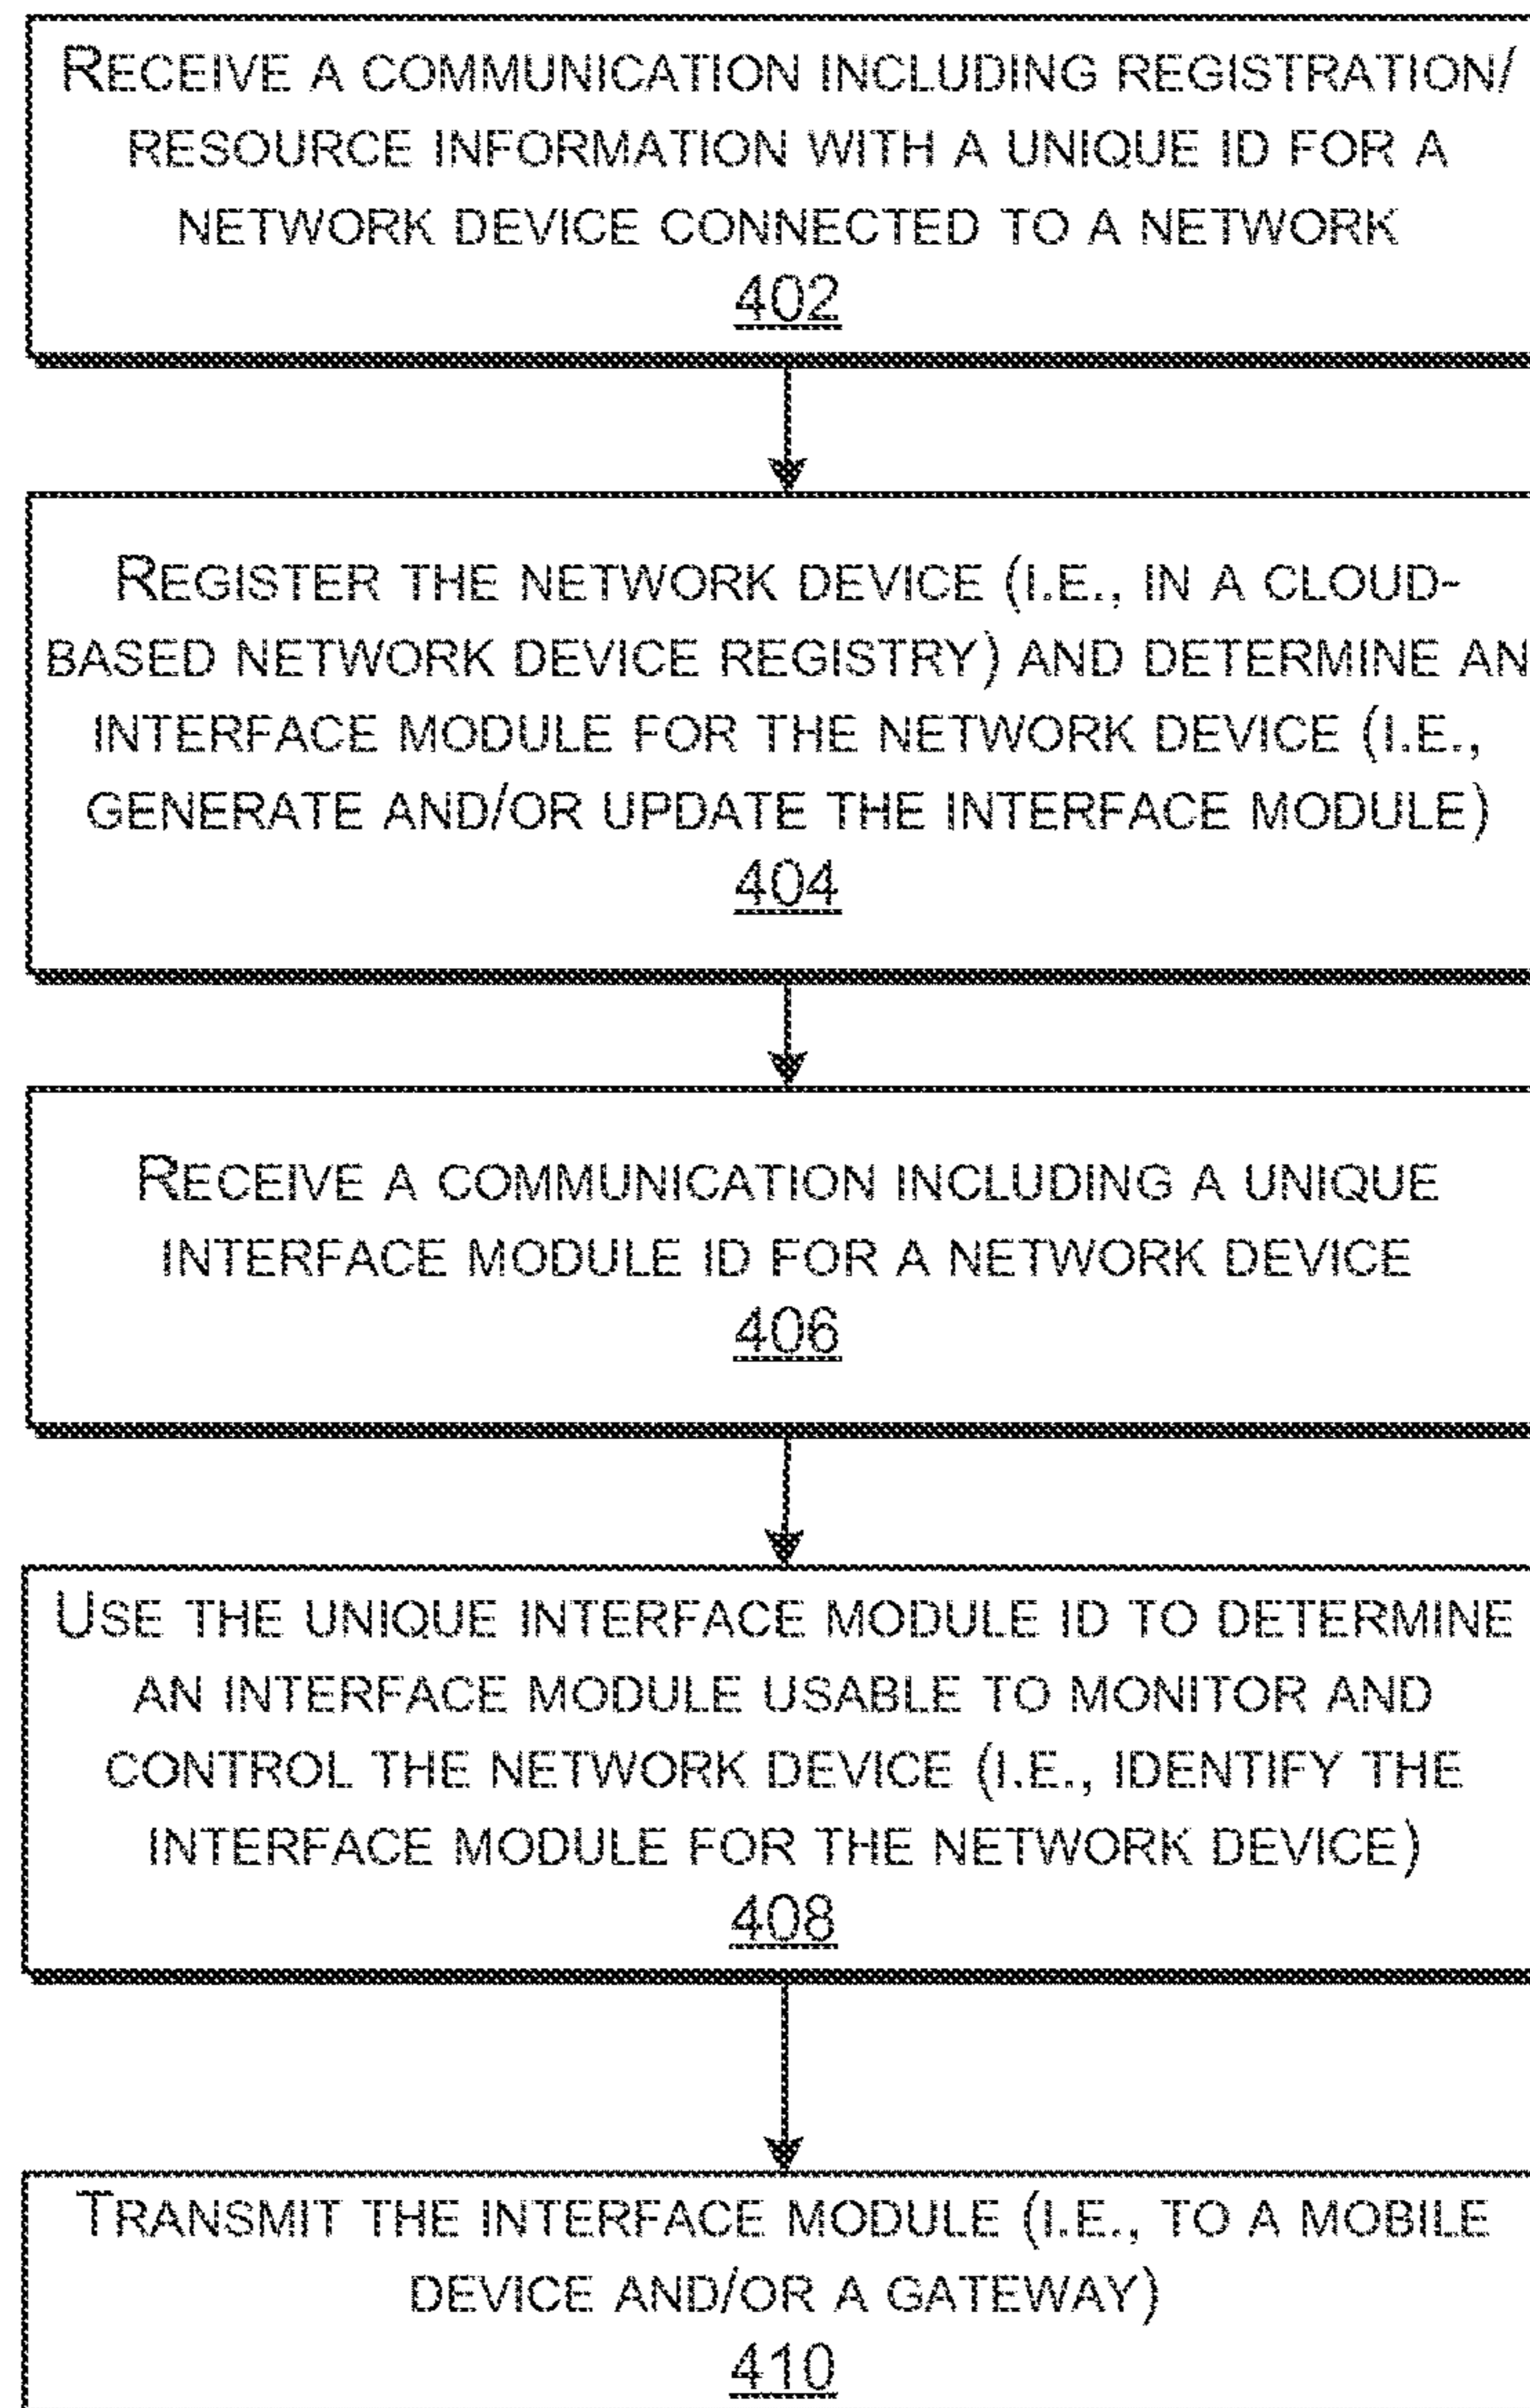 RECEIVE A COMMUNICATION INCLUDING REGISTRATION/
RESOURCE INFORMATION WITH A UNIQUE ID FOR A
NETWORK DEVICE CONNECTED TO A NETWORK
402
REGISTER THE NETWORK DEVICE (I.E., IN A CLOUD-
BASED NETWORK DEVICE REGISTRY) AND DETERMINE AN
INTERFACE MODULE FOR THE NETWORK DEVICE (I.E.,
GENERATE AND/OR UPDATE THE INTERFACE MODULE)
404
RECEIVE A COMMUNICATION INCLUDING A UNIQUE
INTERFACE MODULE ID FOR A NETWORK DEVICE
406
USE THE UNIQUE INTERFACE MODULE ID TO DETERMINE
AN INTERFACE MODULE USABLE TO MONITOR AND
CONTROL THE NETWORK DEVICE (I.E., IDENTIFY THE
INTERFACE MODULE FOR THE NETWORK DEVICE)
408
TRANSMIT THE INTERFACE MODULE (I.E., TO A MOBILE
DEVICE AND/OR A GATEWAY)
410